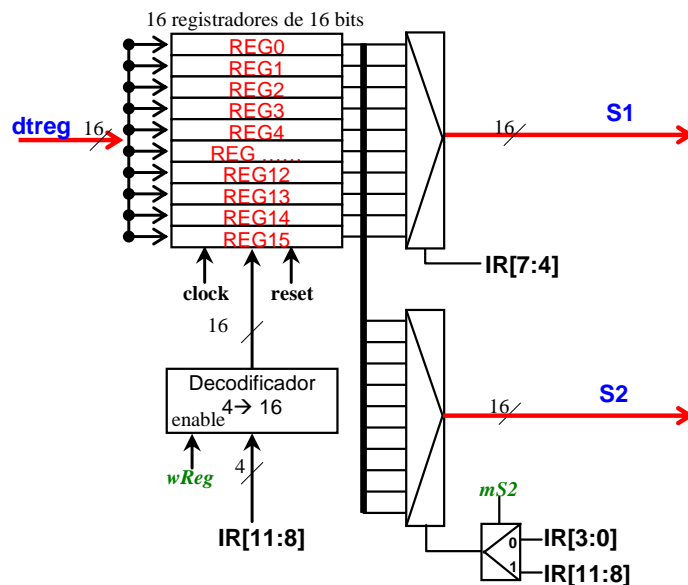 16 registradores de 16 bits
REG0
REG1
REG2
REG3
REG4
REG ......
REG12
REG13
REG14
REG15
dtreg
16
S1
16
IR[7:4]
clock
reset
16
Decodificador
4→ 16
enable
wReg
4
IR[11:8]
S2
16
mS2
0
IR[3:0]
1
IR[11:8]